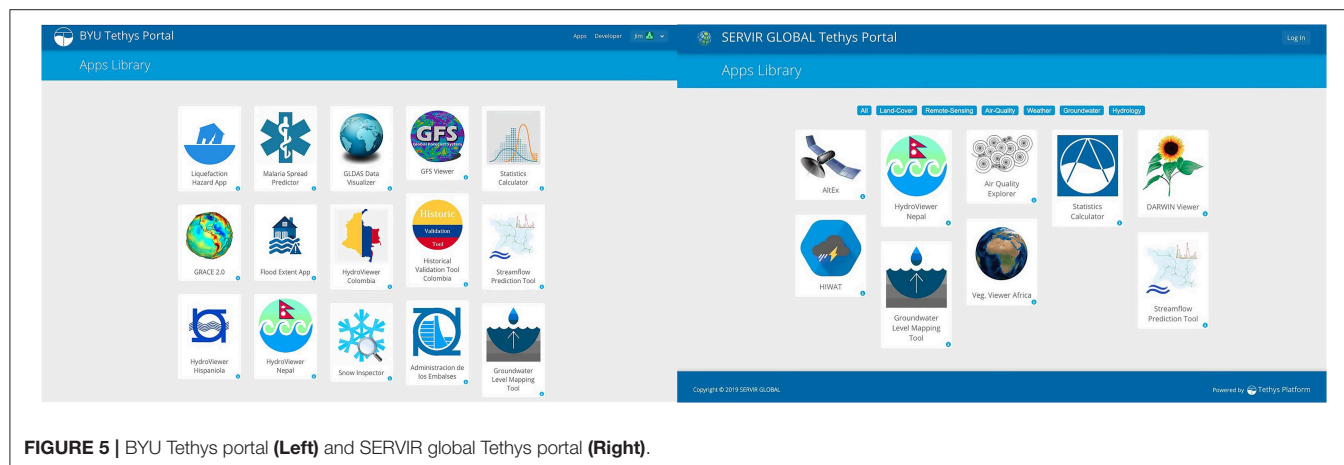 BYU Tethys Portal
Apps Developer Jim
Apps Library
Liquefaction
Hazard App
Malaria Spread
Predictor
GLDAS Data
Visualizer
GFS
Global Forecast System
GFS Viewer
Statistics
Calculator
GRACE 2.0
Flood Extent App
HydroViewer
Colombia
Historic
Validation
Tool
Historical
Validation Tool
Colombia
Streamflow
Prediction Tool
HydroViewer
Hispaniola
HydroViewer
Nepal
Snow Inspector
Administracion de
los Embalses
Groundwater
Level Mapping
Tool
SERVIR GLOBAL Tethys Portal
Log In
Apps Library
All Land-Cover Remote-Sensing Air-Quality Weather Groundwater Hydrology
AltEx
HydroViewer
Nepal
Air Quality
Explorer
Statistics
Calculator
DARWIN Viewer
HIWAT
Groundwater
Level Mapping
Tool
Veg. Viewer Africa
Streamflow
Prediction Tool
Copyright © 2019 SERVIR GLOBAL
Powered by Tethys Platform
FIGURE 5 | BYU Tethys portal (Left) and SERVIR global Tethys portal (Right).